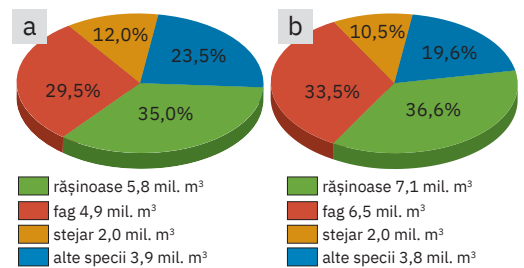 a
12,0%
23,5%
29,5%
35,0%
rășinoase 5,8 mil. m³
fag 4,9 mil. m³
stejar 2,0 mil. m³
alte specii 3,9 mil. m³
b
10,5%
19,6%
33,5%
36,6%
rășinoase 7,1 mil. m³
fag 6,5 mil. m³
stejar 2,0 mil. m³
alte specii 3,8 mil. m³